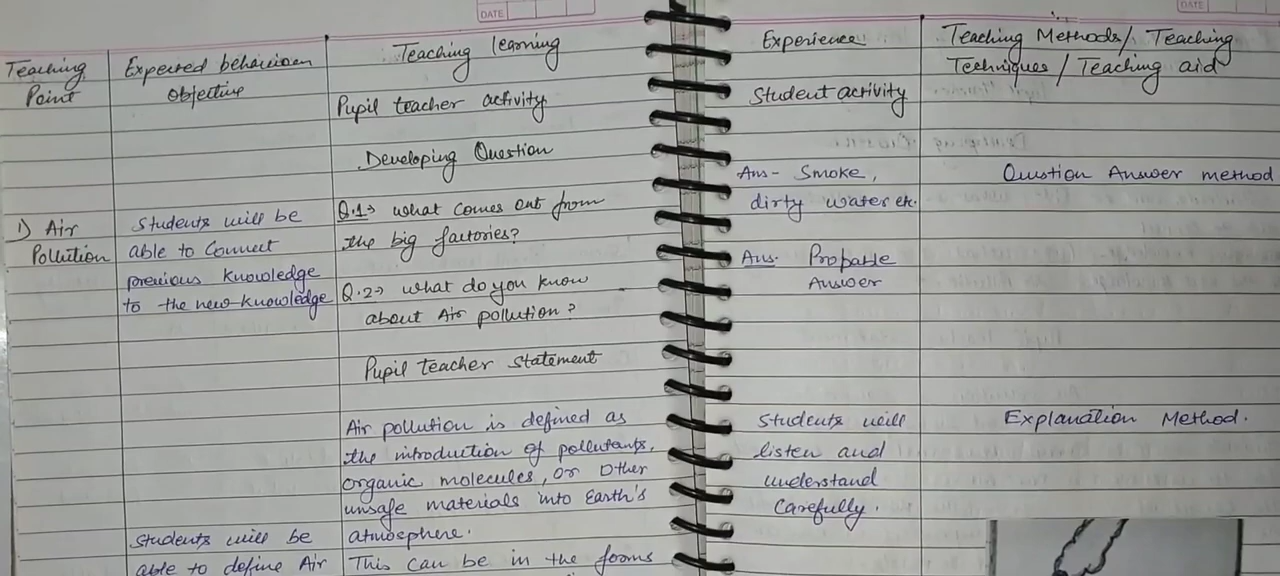 DATE
DATE
Teaching Point
Expected behaviour objective
Teaching learning
Experience
Teaching Methods/ Teaching
Techniques / Teaching aid
Pupil teacher activity
Student activity
Developing Question
1) Air
Pollution
Students will be
able to Connect
previous knowledge
to the new knowledge
Q.1→ what comes out from
the big factories?
Q.2→ what do you know
about Air pollution?
Pupil teacher statement
Air pollution is defined as
the introduction of pollutants,
organic molecules, or other
unsafe materials into Earth's
atmosphere.
This can be in the forms
Students will be
able to define Air
Ans- Smoke,
dirty water etc.
Ans. Propable
Answer
Students will
listen and
understand
Carefully.
Question Answer method
Explanation Method.